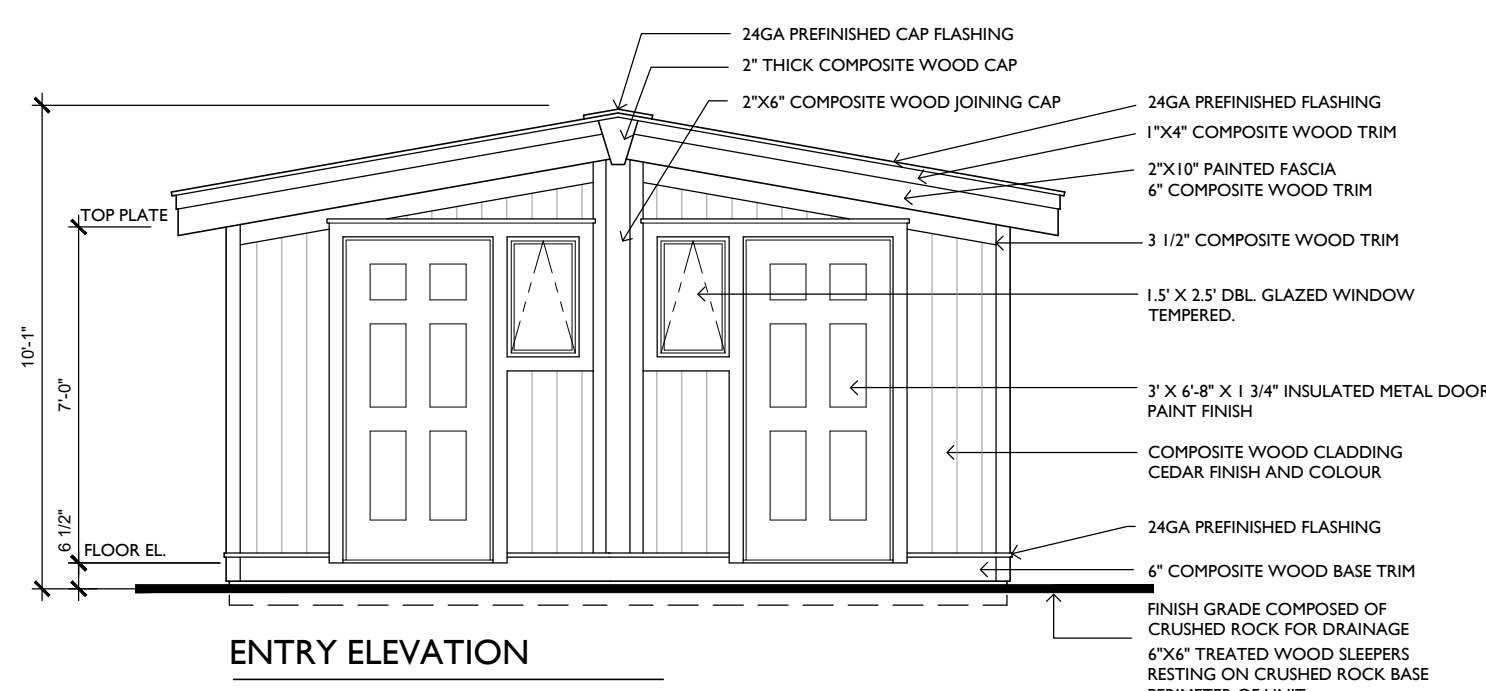 24GA PREFINISHED CAP FLASHING
2" THICK COMPOSITE WOOD CAP
2"X6" COMPOSITE WOOD JOINING CAP
24GA PREFINISHED FLASHING
1"X4" COMPOSITE WOOD TRIM
2"X10" PAINTED FASCIA
6" COMPOSITE WOOD TRIM
3 1/2" COMPOSITE WOOD TRIM
1.5' X 2.5' DBL. GLAZED WINDOW
TEMPERED.
3' X 6'-8" X 1 3/4" INSULATED METAL DOOR
PAINT FINISH
COMPOSITE WOOD CLADDING
CEDAR FINISH AND COLOUR
24GA PREFINISHED FLASHING
6" COMPOSITE WOOD BASE TRIM
FINISH GRADE COMPOSED OF
CRUSHED ROCK FOR DRAINAGE
6"X6" TREATED WOOD SLEEPERS
RESTING ON CRUSHED ROCK BASE
PERIMETER OF UNIT
TOP PLATE
10'-1"
7'-0"
6 1/2"
FLOOR EL.
ENTRY ELEVATION